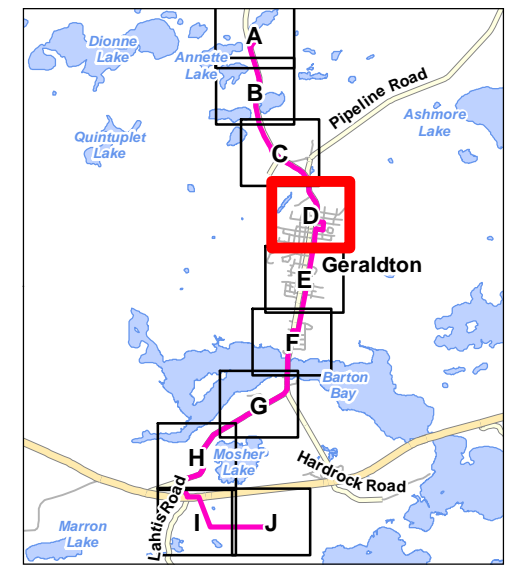 A
Dionne
Lake
Annette
Lake
B
Pipeline Road
Ashmore
Lake
Quintuplet
Lake
C
D
Geraldton
E
F
Barton
Bay
G
H
Mosher
Lake
Hardrock Road
Lahtis Road
I
J
Marron
Lake